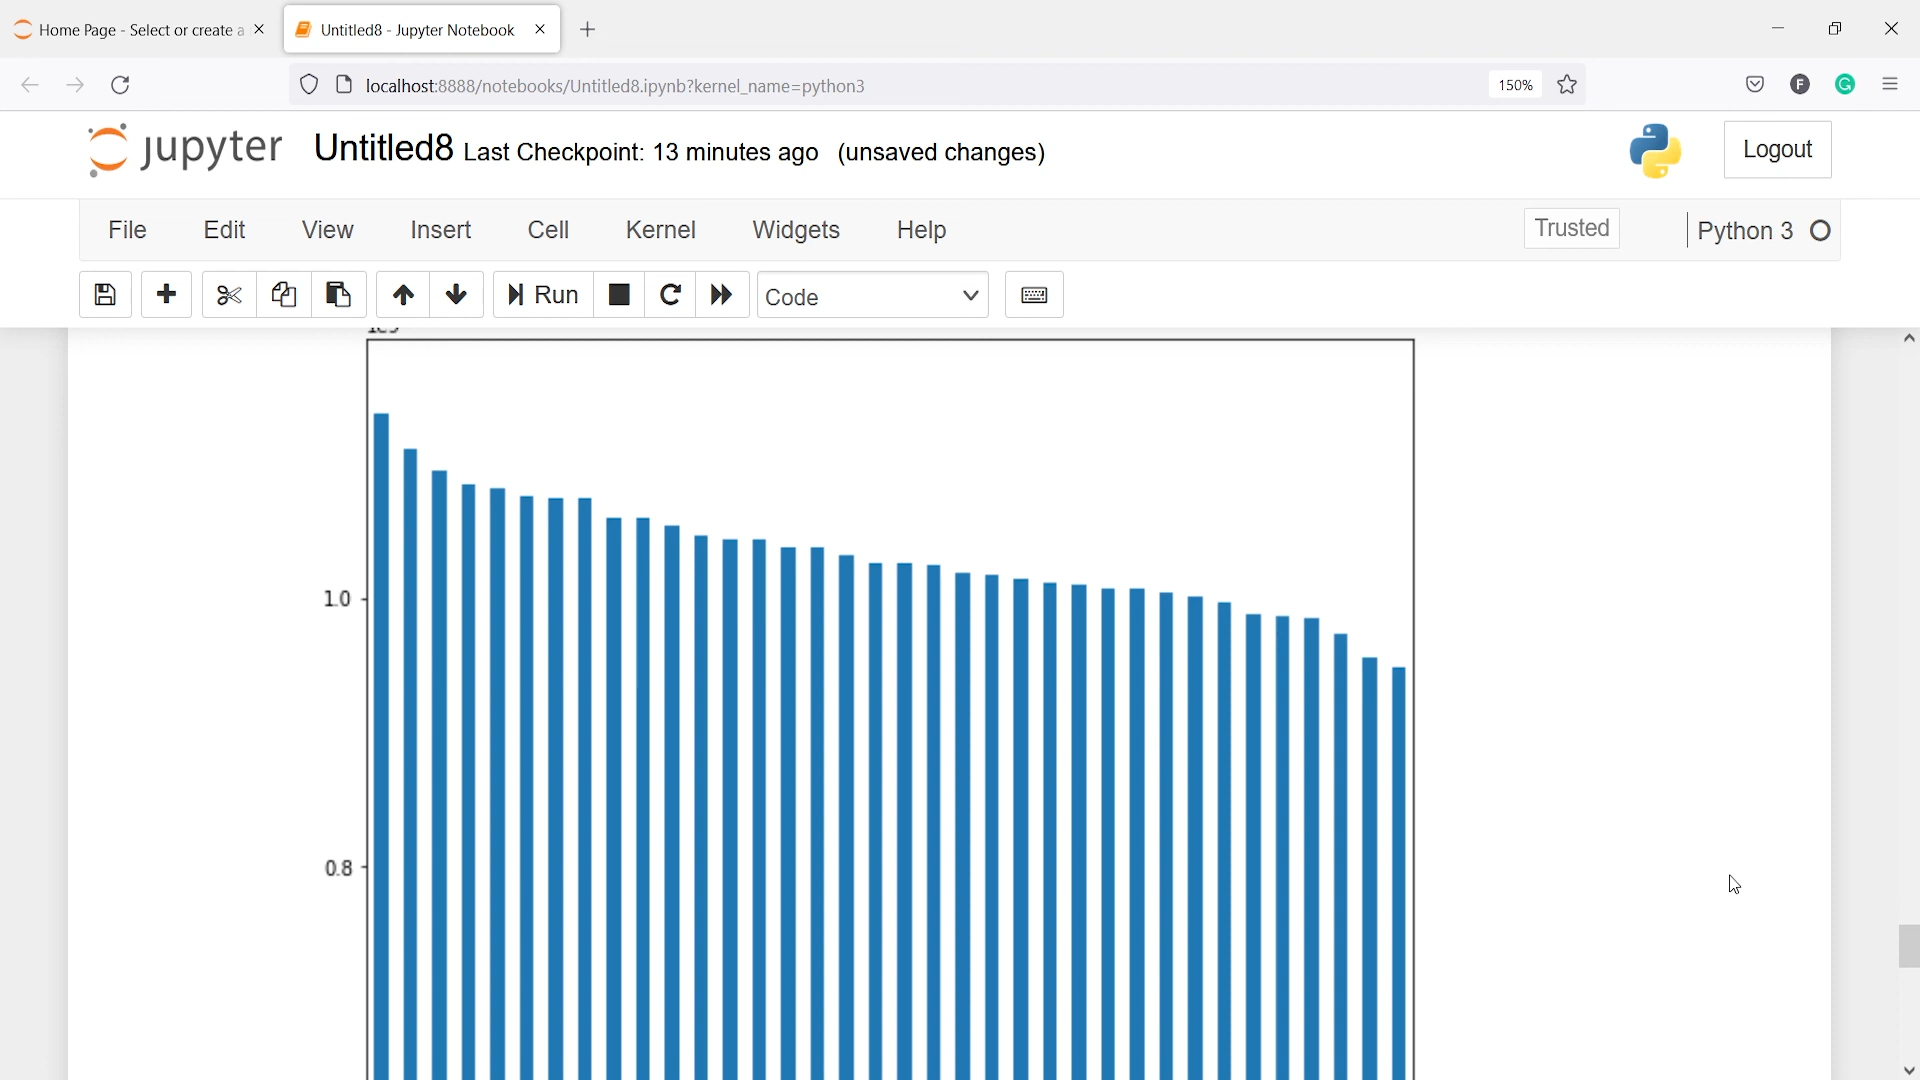 Home Page - Select or create a
Untitled8 - Jupyter Notebook
localhost:8888/notebooks/Untitled8.ipynb?kernel_name=python3
150%
F
G
jupyter
Untitled8 Last Checkpoint: 13 minutes ago (unsaved changes)
Logout
File Edit View Insert Cell Kernel Widgets Help
Trusted
Python 3
Run
Code
1.0
0.8